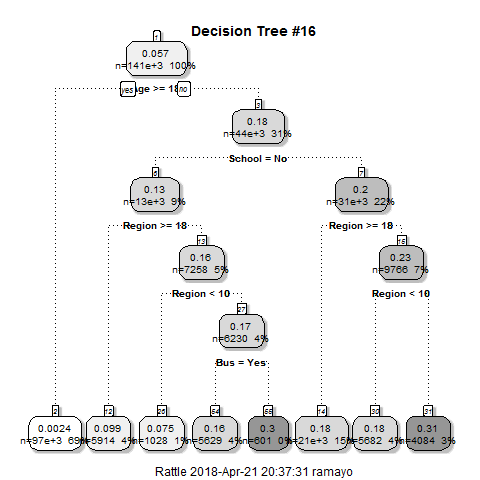 Decision Tree #16
1
0.057
n=141e+3 100%
yes Age >= 18 no
3
0.18
n=44e+3 31%
School = No
6
7
0.13
n=13e+3 9%
0.2
n=31e+3 22%
Region >= 18
Region >= 18
13
15
0.16
n=7258 5%
0.23
n=9766 7%
Region < 10
Region < 10
27
0.17
n=6230 4%
Bus = Yes
2
12
26
54
55
14
30
31
0.0024
n=97e+3 69%
0.099
n=5914 4%
0.075
n=1028 1%
0.16
n=5629 4%
0.3
n=601 0%
0.18
n=21e+3 15%
0.18
n=5682 4%
0.31
n=4084 3%
Rattle 2018-Apr-21 20:37:31 ramayo